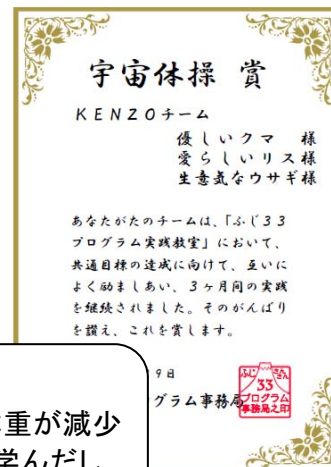 宇宙体操 賞
KENZOチーム
優しいクマ 様
愛らしいリス様
生意気なウサギ様
あなたがたのチームは、「ふじ33
プログラム実践教室」において、
共通目標の達成に向けて、互いに
よく励ましあい、3ヶ月間の実践
を継続されました。そのがんばり
を讃え、これを賞します。
9日
グラム事務局
ふじさんさん
33
プログラム
事務局之印
重が減少
学んだし